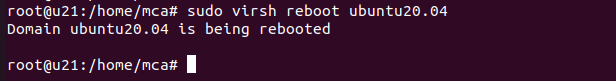 root@u21:/home/mca# sudo virsh reboot ubuntu20.04
Domain ubuntu20.04 is being rebooted
root@u21:/home/mca#